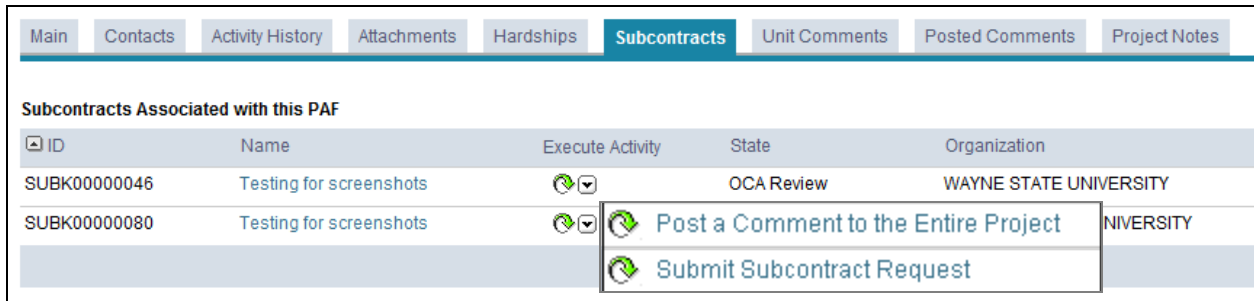 Main Contacts Activity History Attachments Hardships Subcontracts Unit Comments Posted Comments Project Notes
Subcontracts Associated with this PAF
ID Name Execute Activity State Organization
SUBK00000046 Testing for screenshots OCA Review WAYNE STATE UNIVERSITY
SUBK00000080 Testing for screenshots Post a Comment to the Entire Project NIVERSITY
Submit Subcontract Request